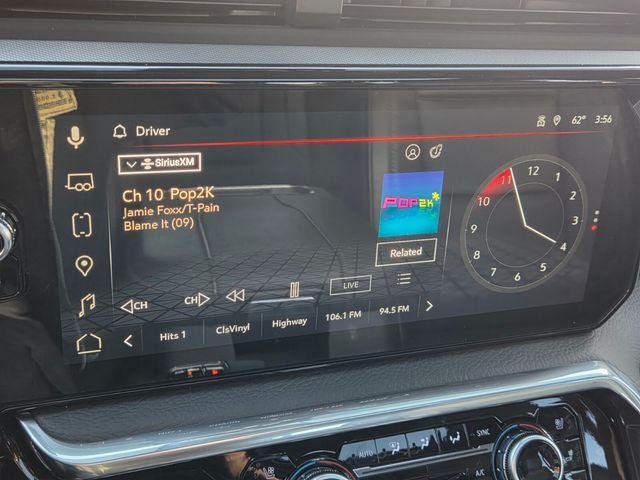 Driver
62° 3:56
SiriusXM
Ch 10 Pop2K
Jamie Foxx/T-Pain
Blame It (09)
POP2K*
Related
12
1
2
3
4
5
6
7
8
9
10
11
CH
CH
LIVE
Hits 1
ClsVinyl
Highway
106.1 FM
94.5 FM
AUTO
SYNC
A/C